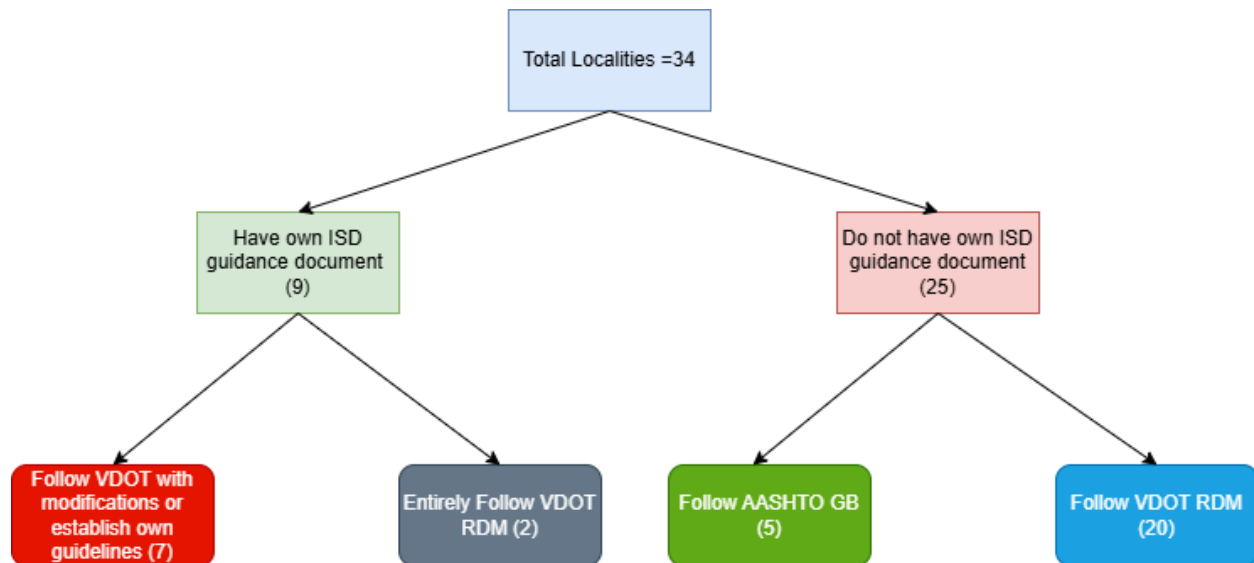 Total Localities =34
Have own ISD
guidance document
(9)
Do not have own ISD
guidance document
(25)
Follow VDOT with
modifications or
establish own
guidelines (7)
Entirely Follow VDOT
RDM (2)
Follow AASHTO GB
(5)
Follow VDOT RDM
(20)